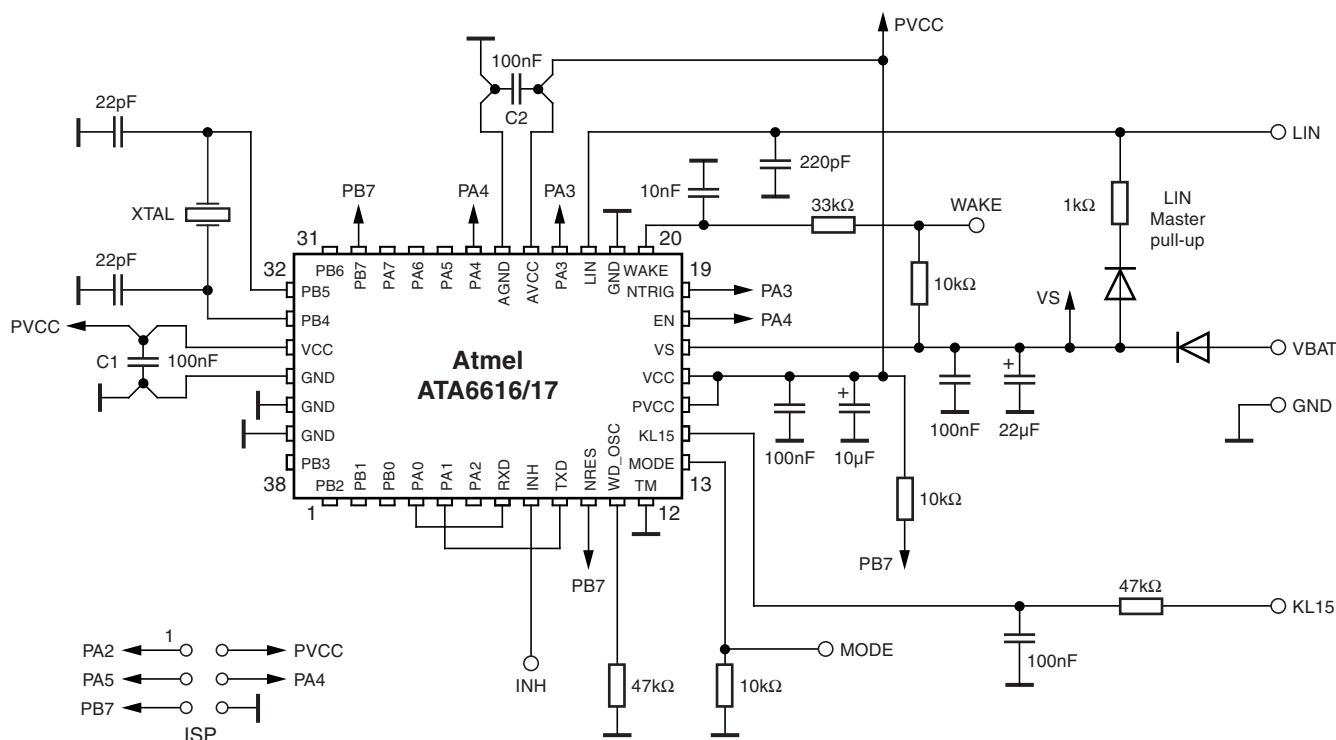 PVCC
100nF
C2
22pF
LIN
220pF
10nF
PB7
PA4
PA3
XTAL
33kΩ
WAKE
1kΩ
LIN
Master
pull-up
31
20
PB6
PB7
PA7
PA6
PA5
PA4
AGND
AVCC
PA3
LIN
GND
WAKE
32
19
22pF
PB5
NTRIG
PA3
10kΩ
PB4
EN
PA4
VS
PVCC
C1
100nF
VCC
VS
VBAT
Atmel
ATA6616/17
GND
VCC
GND
PVCC
GND
+
+
GND
KL15
100nF
10µF
100nF
22µF
PB3
MODE
38
13
PB2
PB1
PB0
PA0
PA1
PA2
RXD
INH
TXD
NRES
WD_OSC
TM
1
12
10kΩ
PB7
PB7
47kΩ
KL15
1
PA2
PVCC
MODE
100nF
PA5
PA4
INH
47kΩ
10kΩ
PB7
ISP